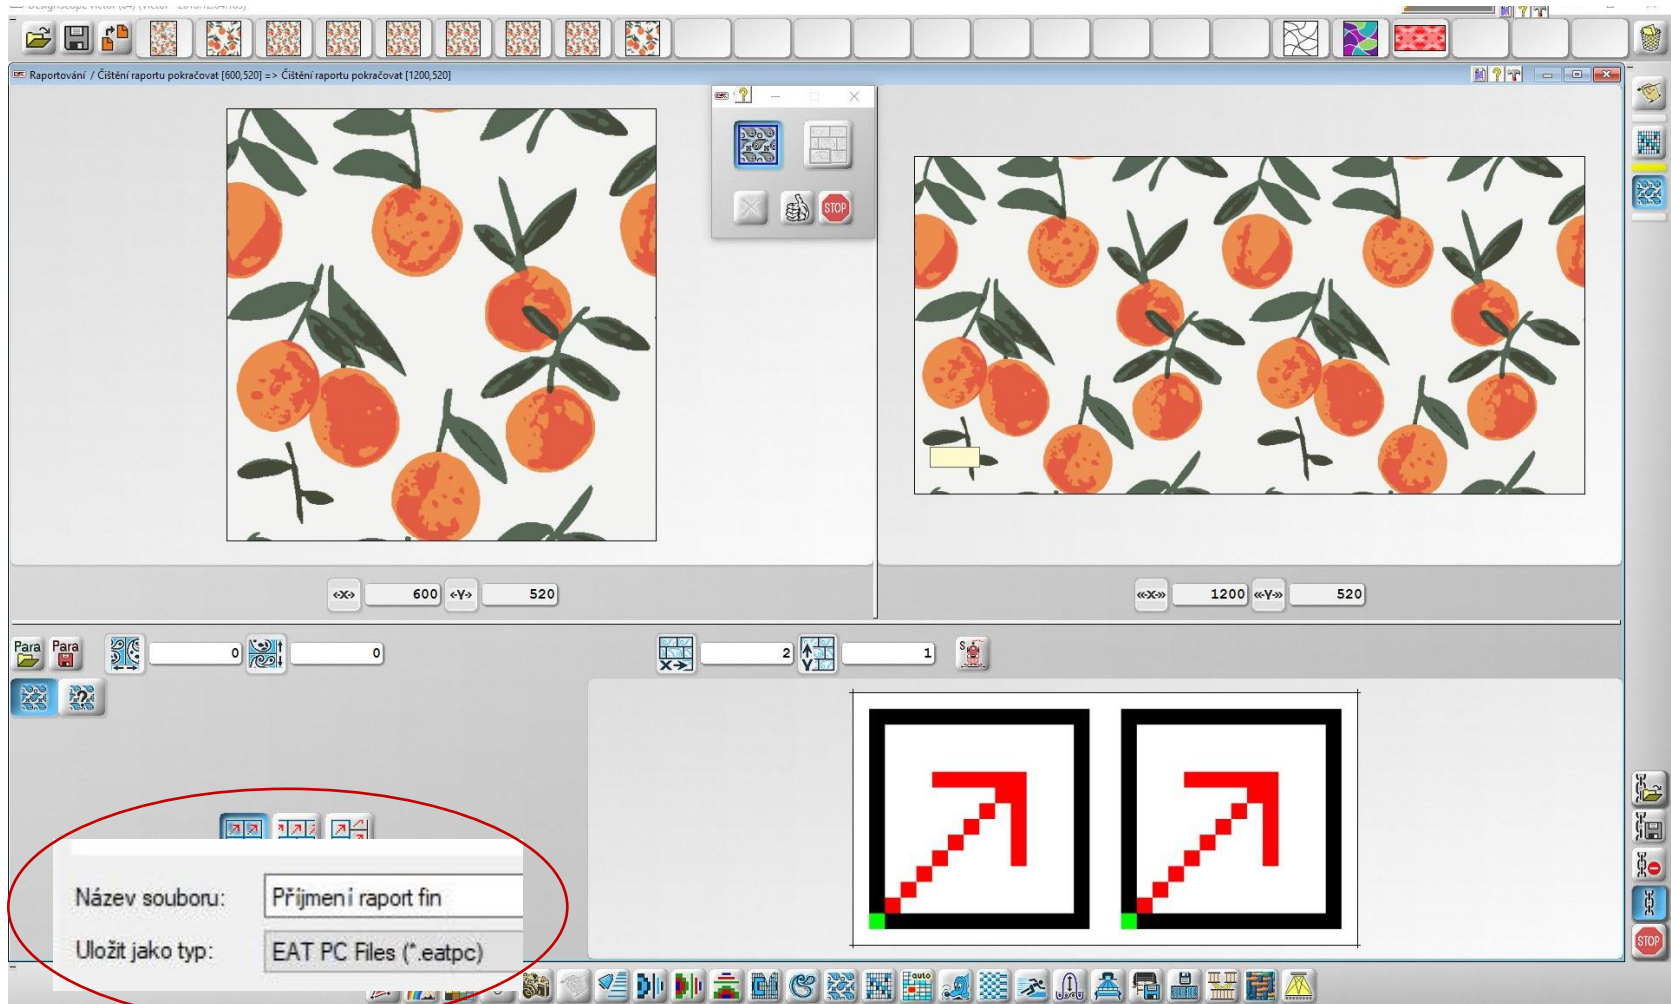 Raportování / Čištění raportu pokračovat [600,520] => Čištění raportu pokračovat [1200,520]
STOP
«X» 600 «Y» 520
«X» 1200 «Y» 520
Para Para 0 0 X 2 Y 1 S
Název souboru: Příjmení raport fin
Uložit jako typ: EAT PC Files (*.eatpc)
STOP
auto